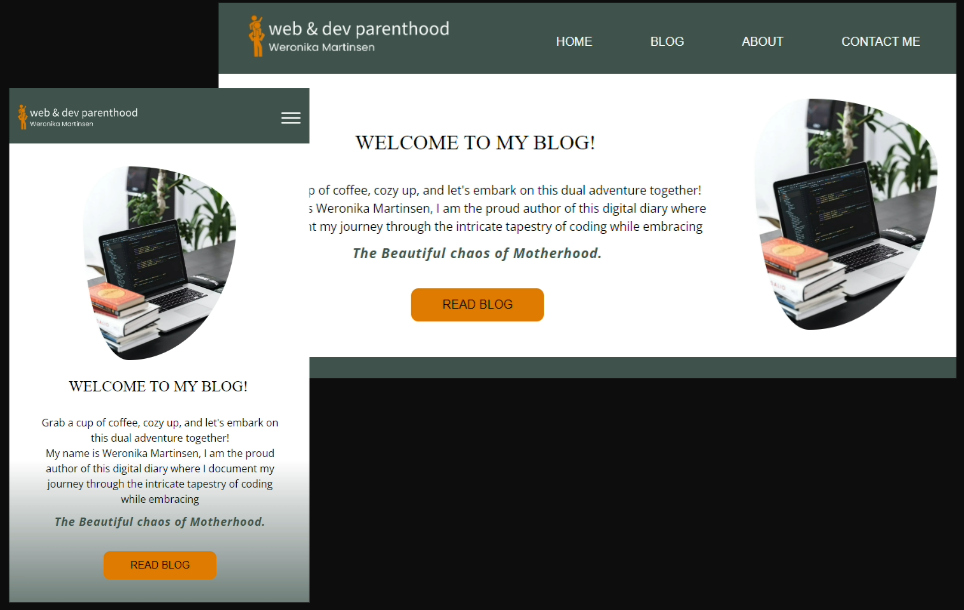 web & dev parenthood
Weronika Martinsen
HOME
BLOG
ABOUT
CONTACT ME
WELCOME TO MY BLOG!
of coffee, cozy up, and let's embark on this dual adventure together!
Weronika Martinsen, I am the proud author of this digital diary where
my journey through the intricate tapestry of coding while embracing
The Beautiful chaos of Motherhood.
READ BLOG
web & dev parenthood
Weronika Martinsen
WELCOME TO MY BLOG!
Grab a cup of coffee, cozy up, and let's embark on
this dual adventure together!
My name is Weronika Martinsen, I am the proud
author of this digital diary where I document my
journey through the intricate tapestry of coding
while embracing
The Beautiful chaos of Motherhood.
READ BLOG